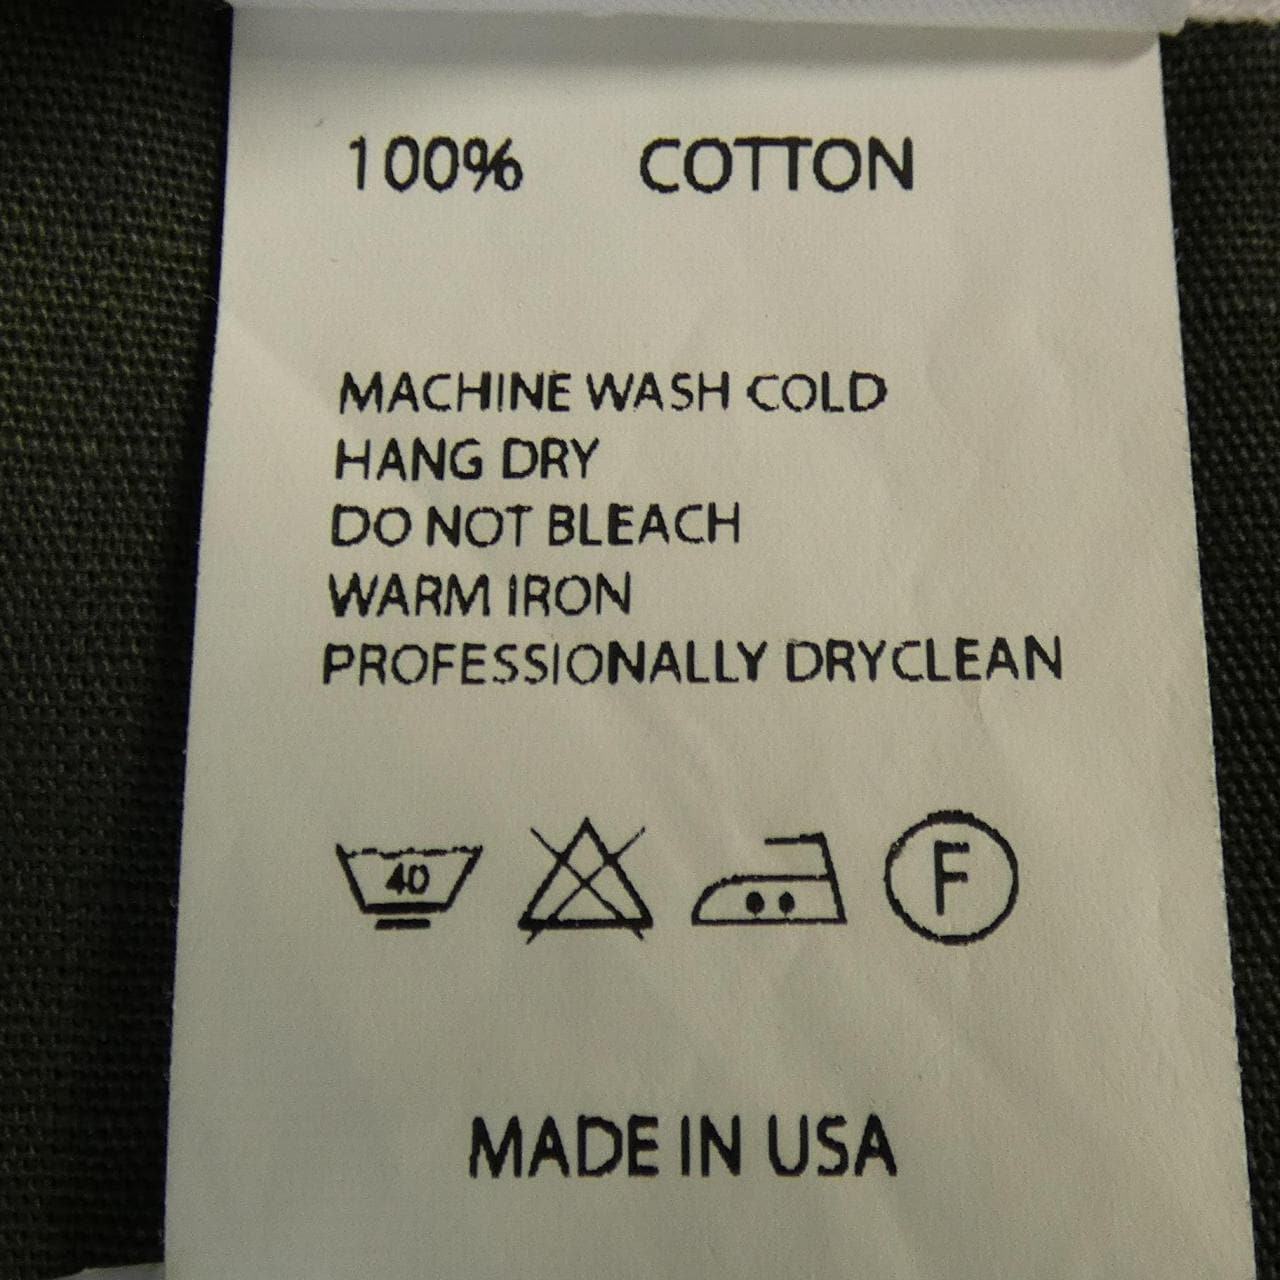 100% COTTON
MACHINE WASH COLD
HANG DRY
DO NOT BLEACH
WARM IRON
PROFESSIONALLY DRYCLEAN
40
F
MADE IN USA